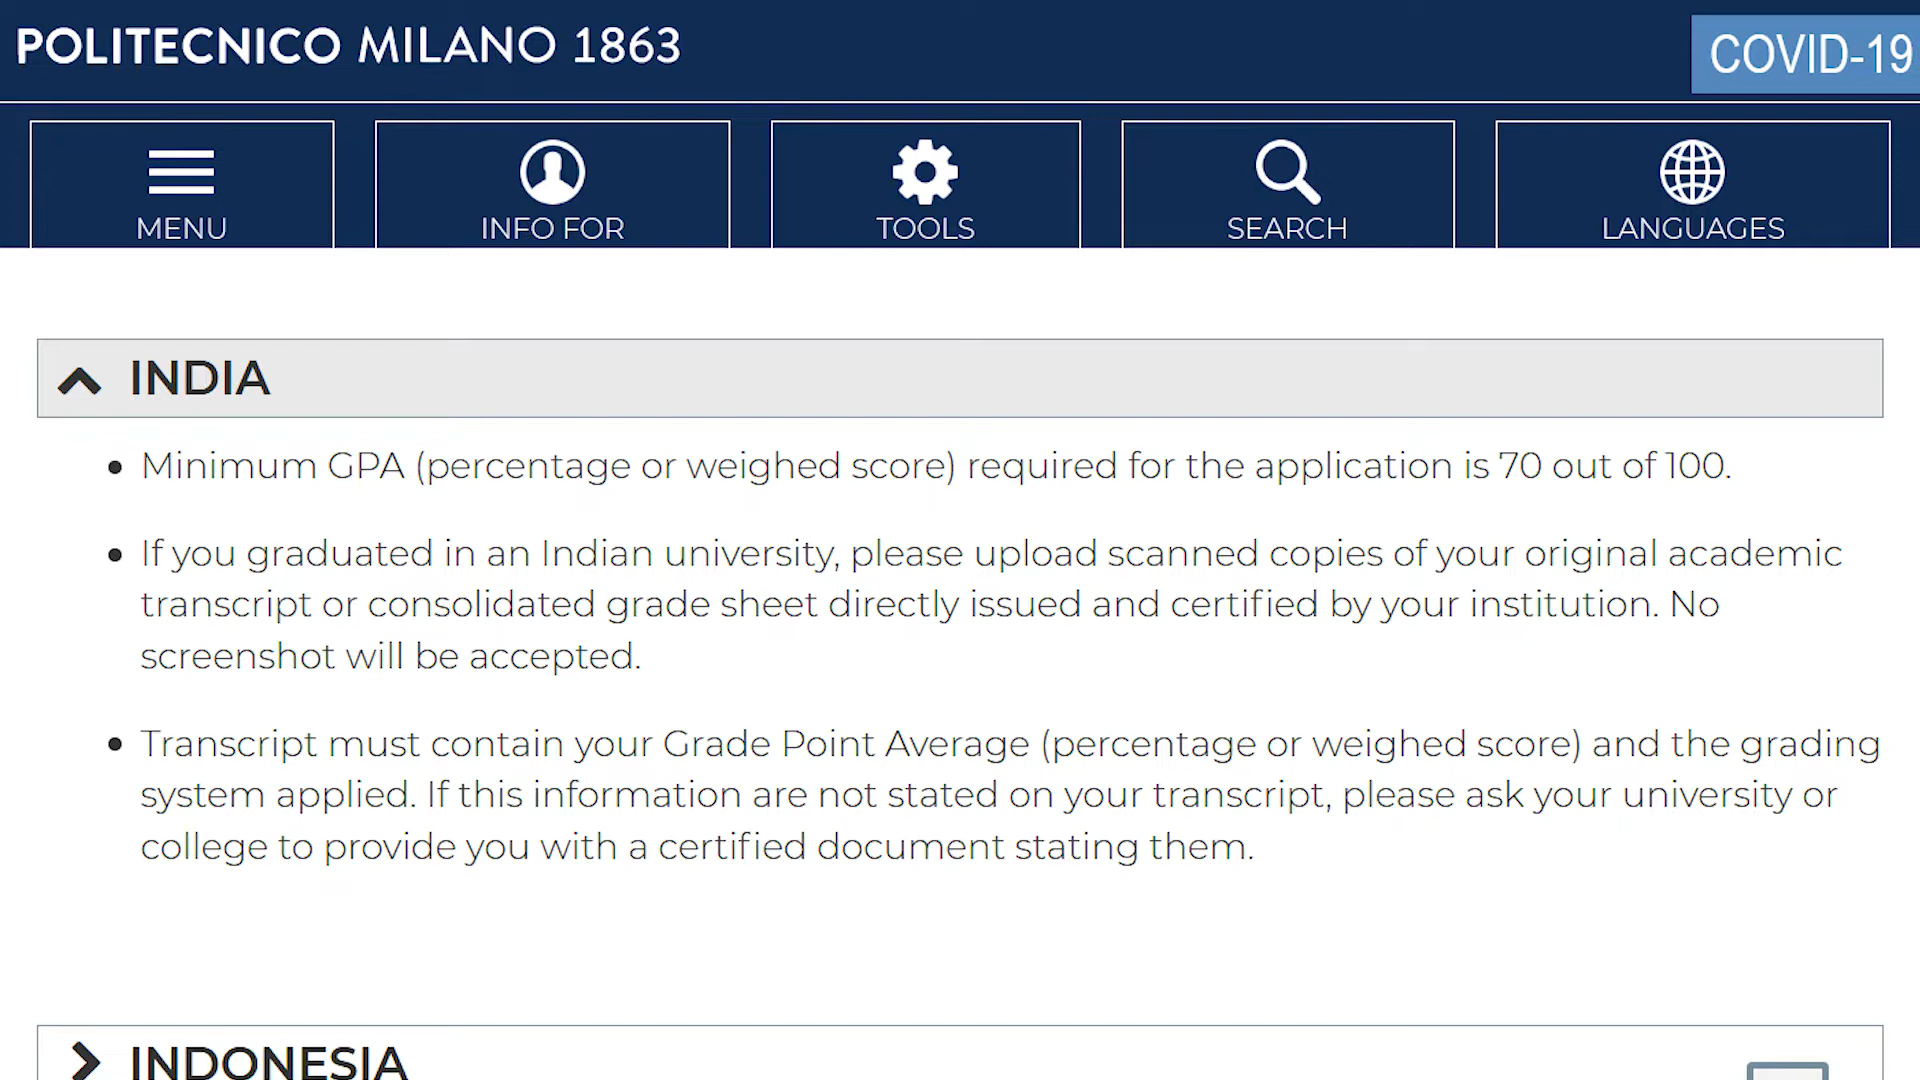 POLITECNICO MILANO 1863
COVID-19
MENU
INFO FOR
TOOLS
SEARCH
LANGUAGES
INDIA
Minimum GPA (percentage or weighed score) required for the application is 70 out of 100.
If you graduated in an Indian university, please upload scanned copies of your original academic
transcript or consolidated grade sheet directly issued and certified by your institution. No
screenshot will be accepted.
Transcript must contain your Grade Point Average (percentage or weighed score) and the grading
system applied. If this information are not stated on your transcript, please ask your university or
college to provide you with a certified document stating them.
INDONESIA